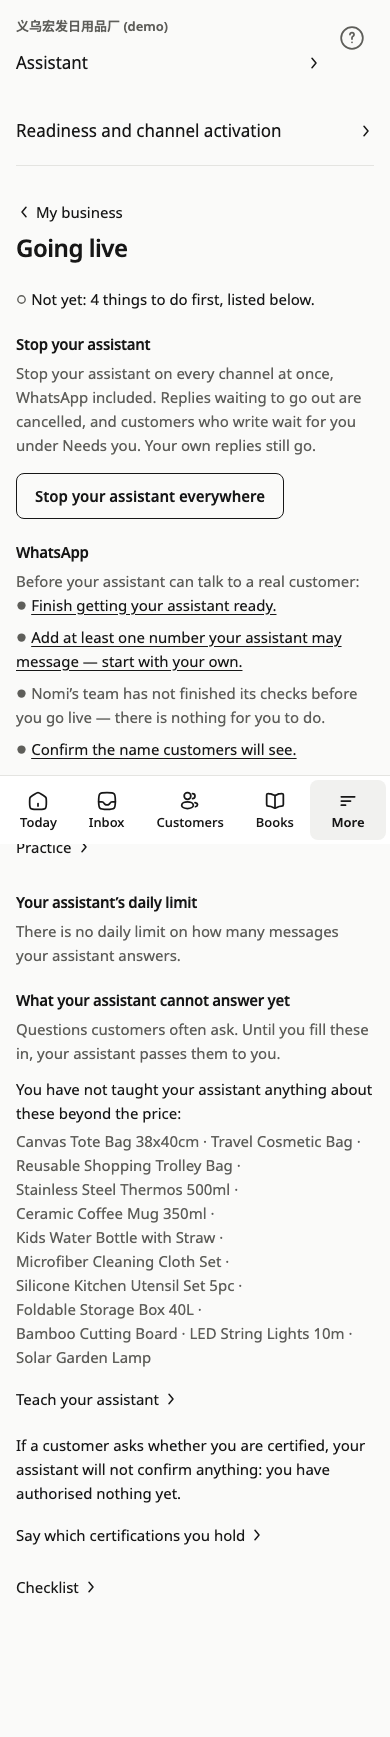 义乌宏发日用品厂 (demo)
Assistant
Readiness and channel activation
My business
Going live
Not yet: 4 things to do first, listed below.
Stop your assistant
Stop your assistant on every channel at once,
WhatsApp included. Replies waiting to go out are
cancelled, and customers who write wait for you
under Needs you. Your own replies still go.
Stop your assistant everywhere
WhatsApp
Before your assistant can talk to a real customer:
● Finish getting your assistant ready.
● Add at least one number your assistant may
message — start with your own.
● Nomi’s team has not finished its checks before
you go live — there is nothing for you to do.
● Confirm the name customers will see.
Today Inbox Customers Books More
Practice
Your assistant’s daily limit
There is no daily limit on how many messages
your assistant answers.
What your assistant cannot answer yet
Questions customers often ask. Until you fill these
in, your assistant passes them to you.
You have not taught your assistant anything about
these beyond the price:
Canvas Tote Bag 38x40cm · Travel Cosmetic Bag ·
Reusable Shopping Trolley Bag ·
Stainless Steel Thermos 500ml ·
Ceramic Coffee Mug 350ml ·
Kids Water Bottle with Straw ·
Microfiber Cleaning Cloth Set ·
Silicone Kitchen Utensil Set 5pc ·
Foldable Storage Box 40L ·
Bamboo Cutting Board · LED String Lights 10m ·
Solar Garden Lamp
Teach your assistant
If a customer asks whether you are certified, your
assistant will not confirm anything: you have
authorised nothing yet.
Say which certifications you hold
Checklist